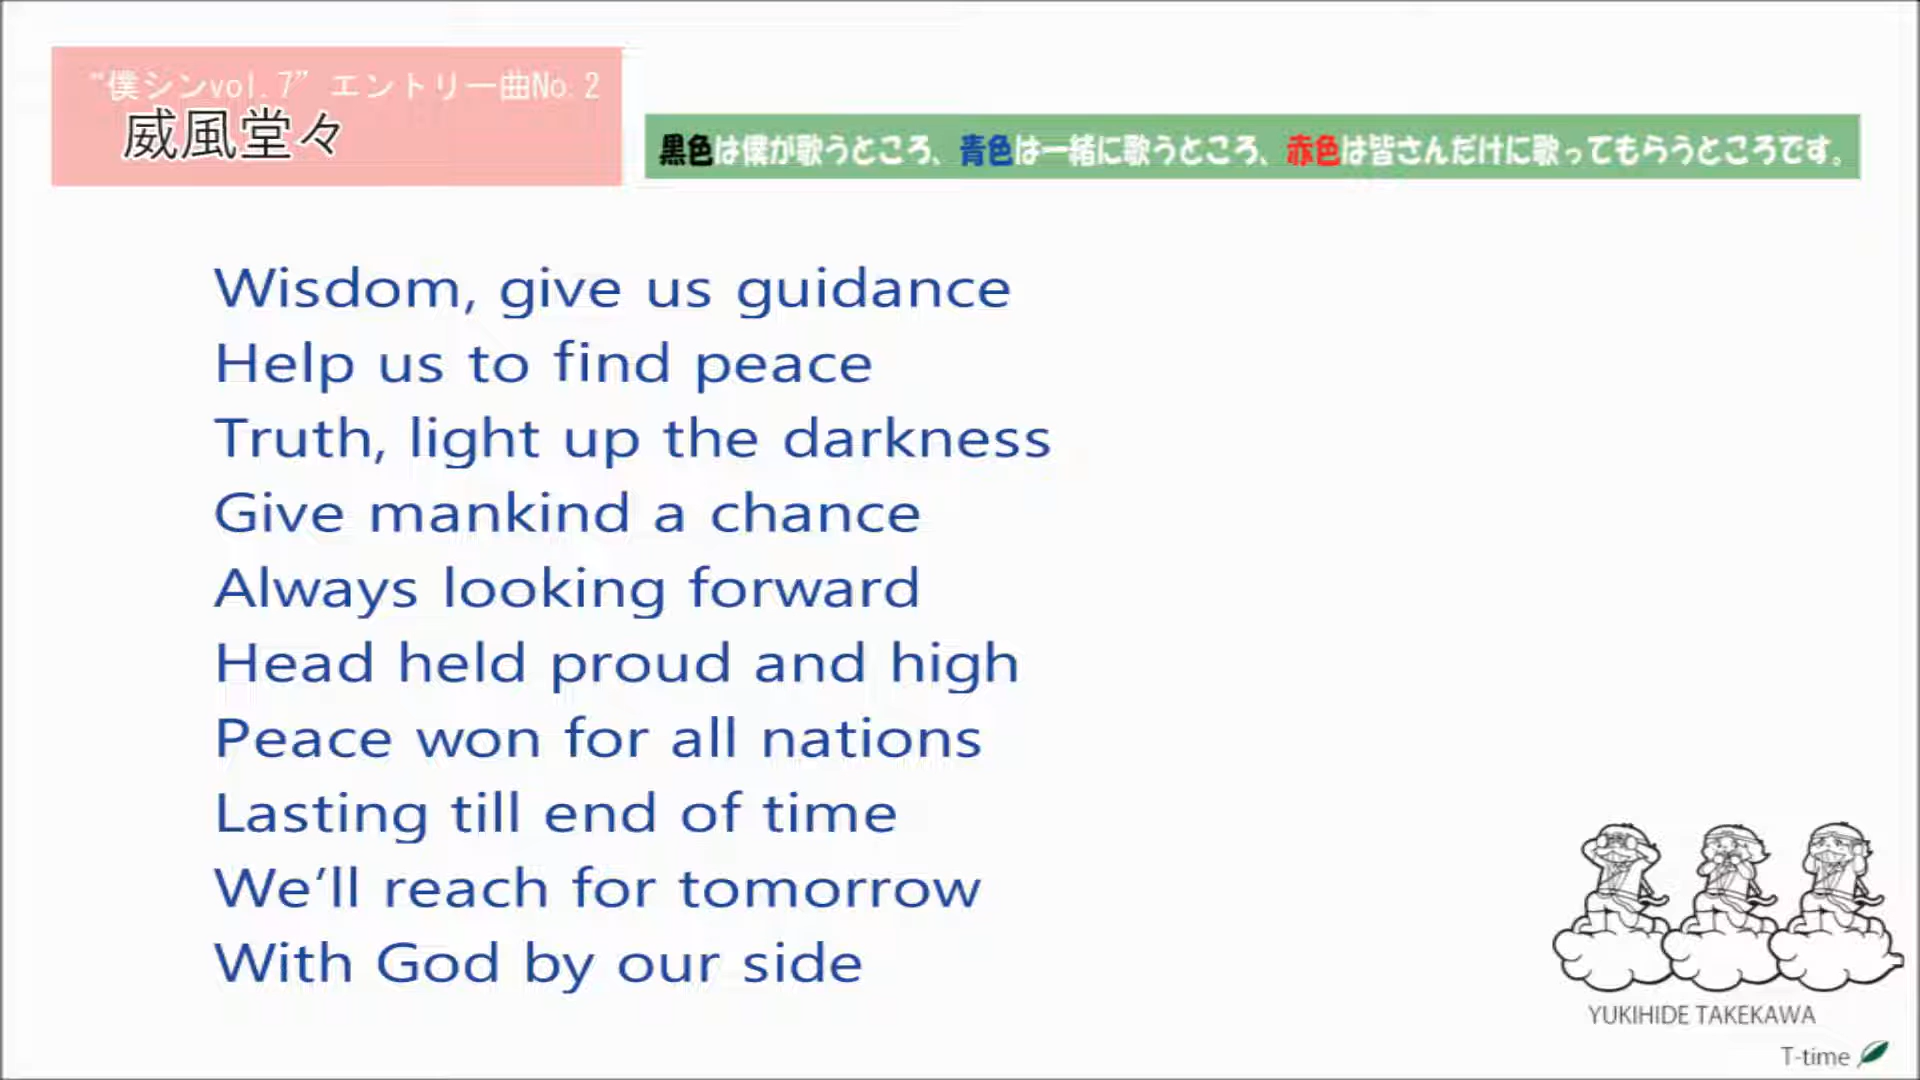 “僕シンvol.7”エントリー曲No.2
威風堂々
黒色は僕が歌うところ、青色は一緒に歌うところ、赤色は皆さんだけに歌ってもらうところです。
Wisdom, give us guidance
Help us to find peace
Truth, light up the darkness
Give mankind a chance
Always looking forward
Head held proud and high
Peace won for all nations
Lasting till end of time
We’ll reach for tomorrow
With God by our side
YUKIHIDE TAKEKAWA
T-time